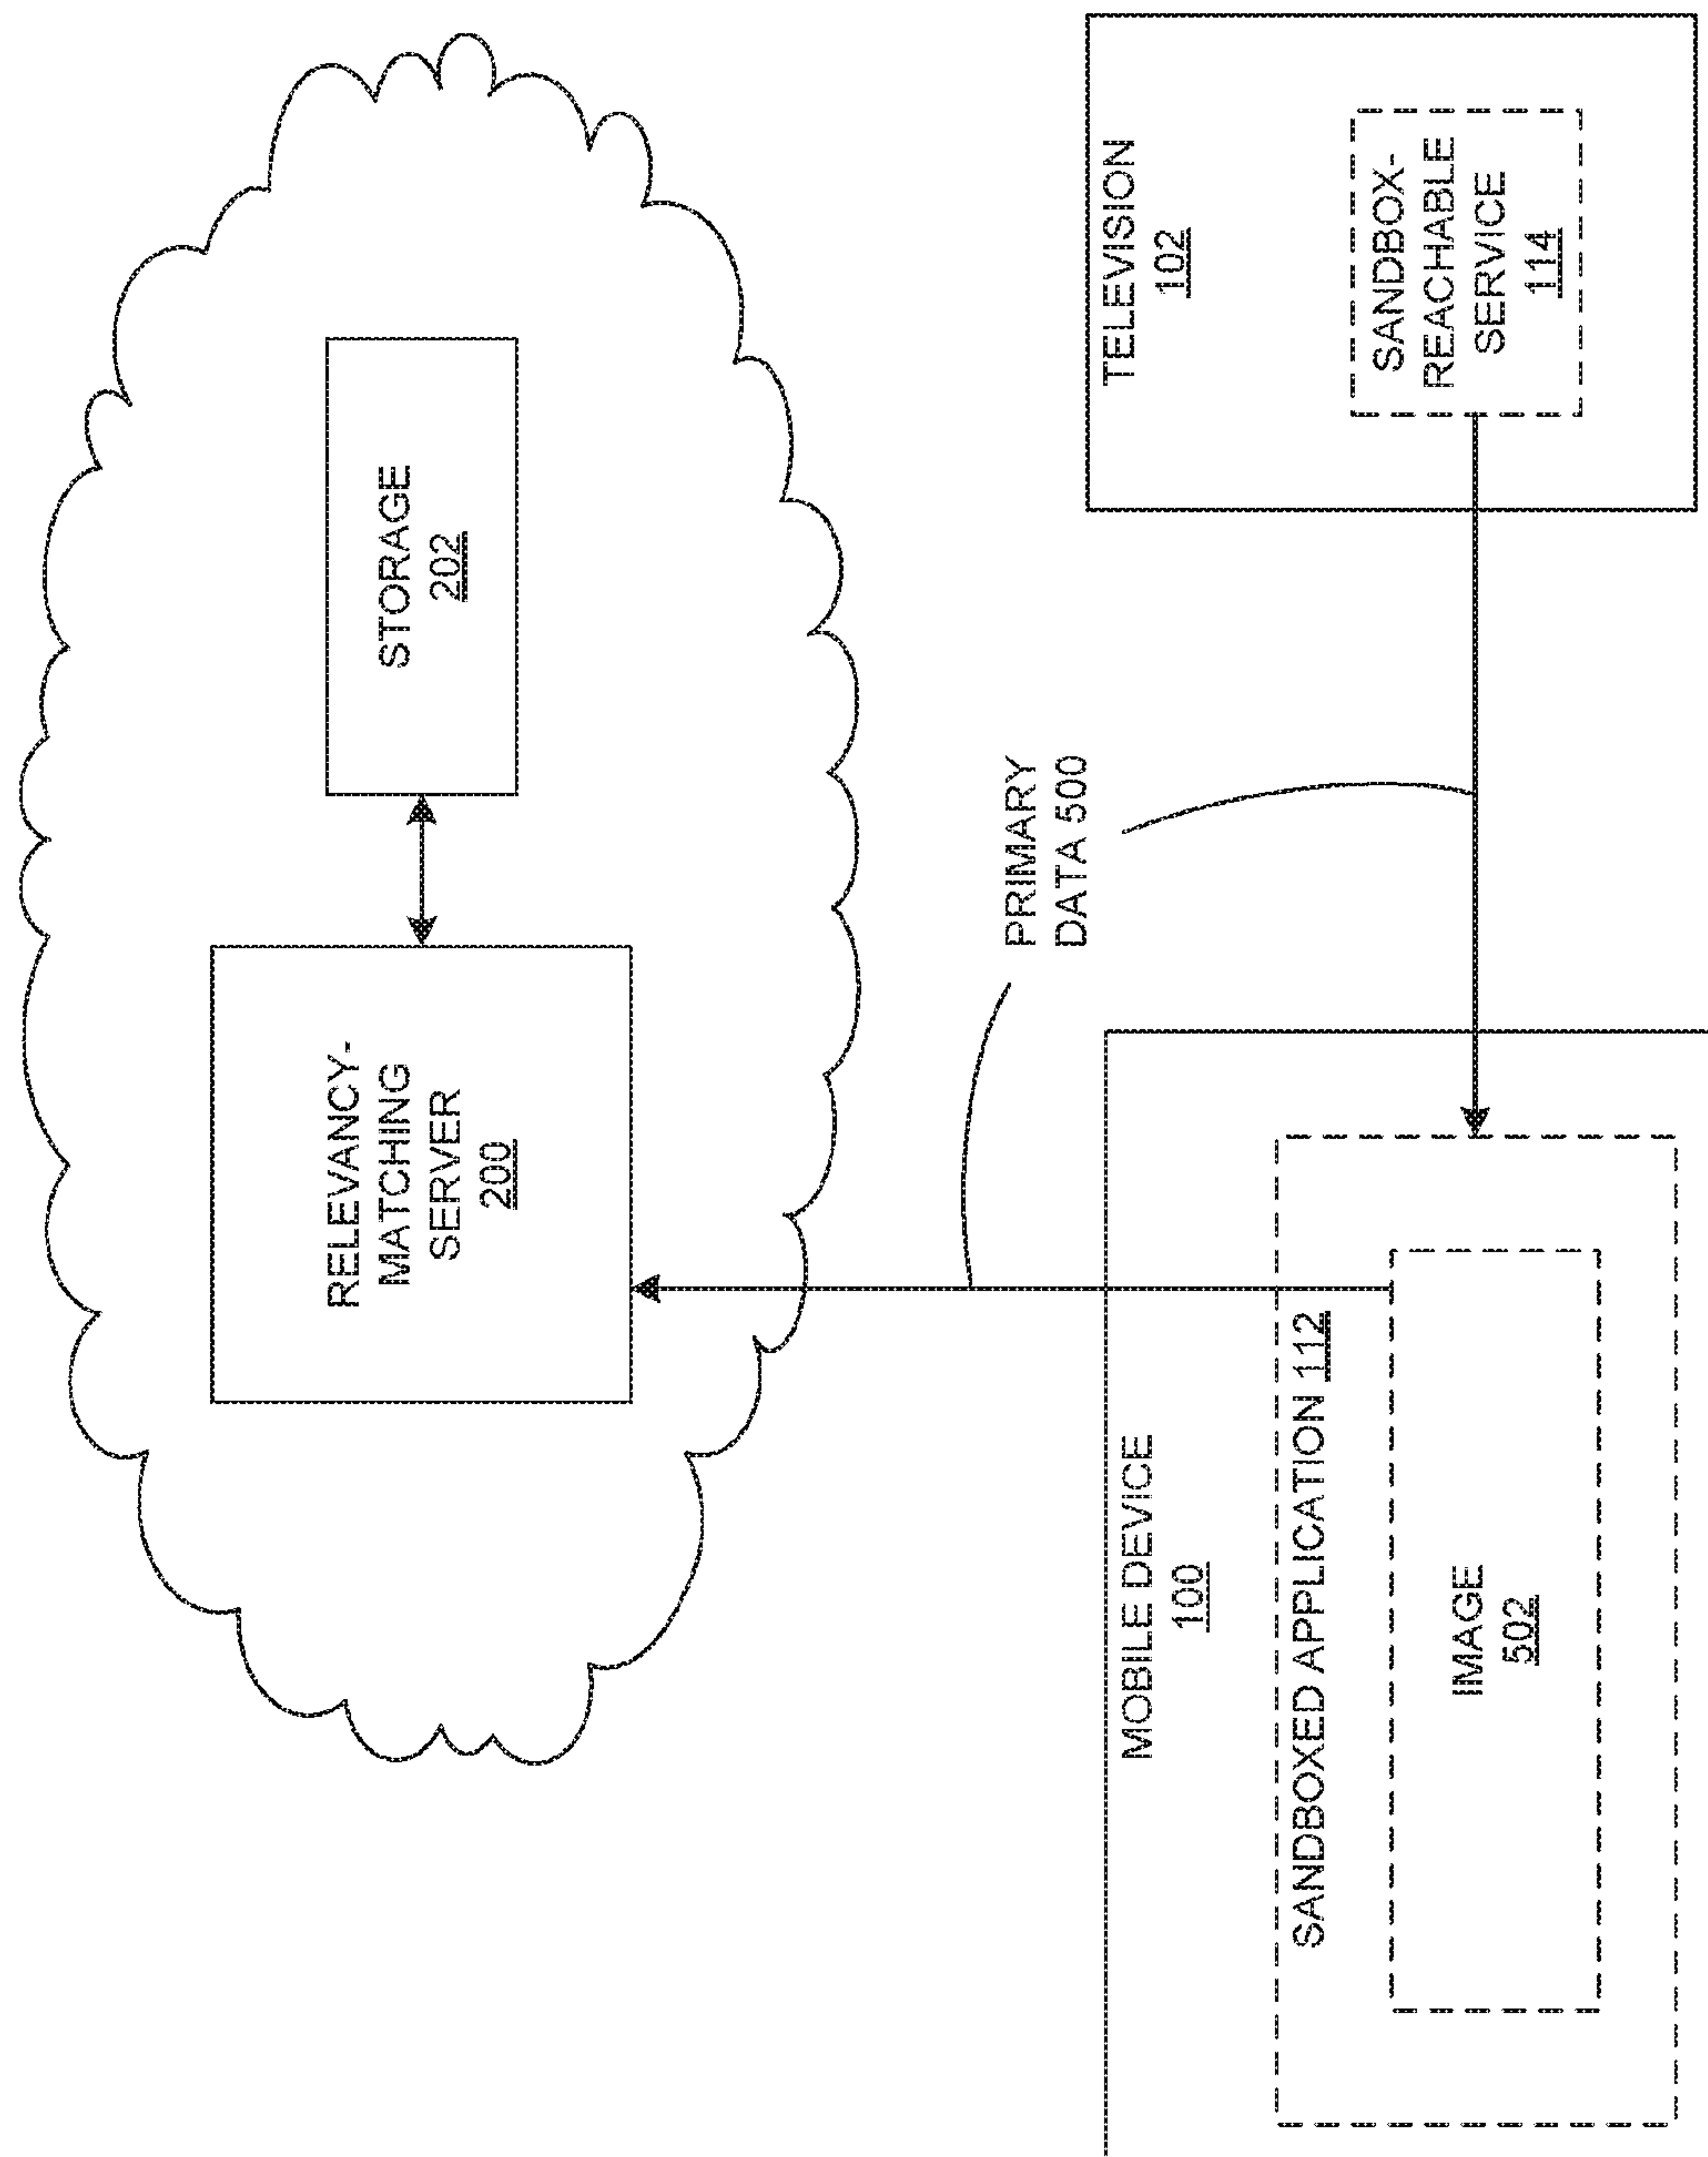 RELEVANCY-
MATCHING
SERVER
200
STORAGE
202
PRIMARY
DATA 500
MOBILE DEVICE
100
SANDBOXED APPLICATION 112
IMAGE
502
TELEVISION
102
SANDBOX-
REACHABLE
SERVICE
114